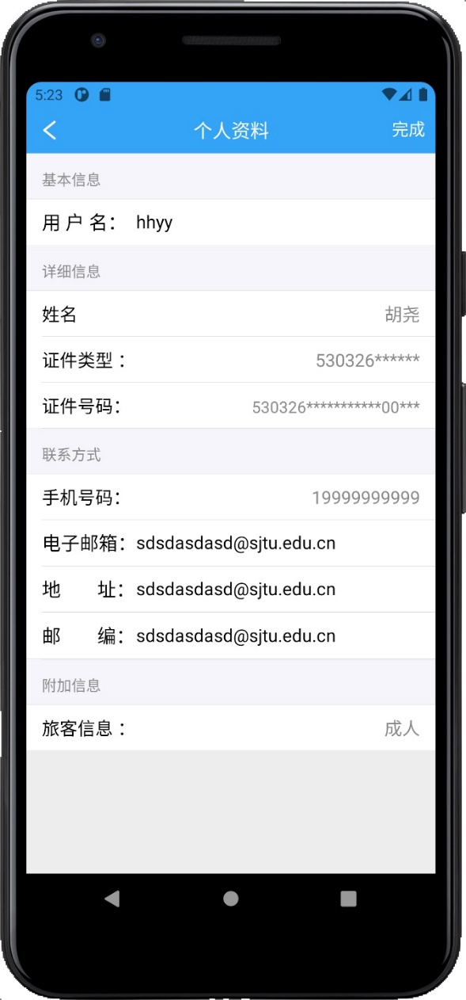 5:23
个人资料 完成
基本信息
用 户 名： hhyy
详细信息
姓名 胡尧
证件类型 ： 530326******
证件号码： 530326***********00***
联系方式
手机号码： 19999999999
电子邮箱：sdsdasdasd@sjtu.edu.cn
地 址：sdsdasdasd@sjtu.edu.cn
邮 编：sdsdasdasd@sjtu.edu.cn
附加信息
旅客信息 ： 成人